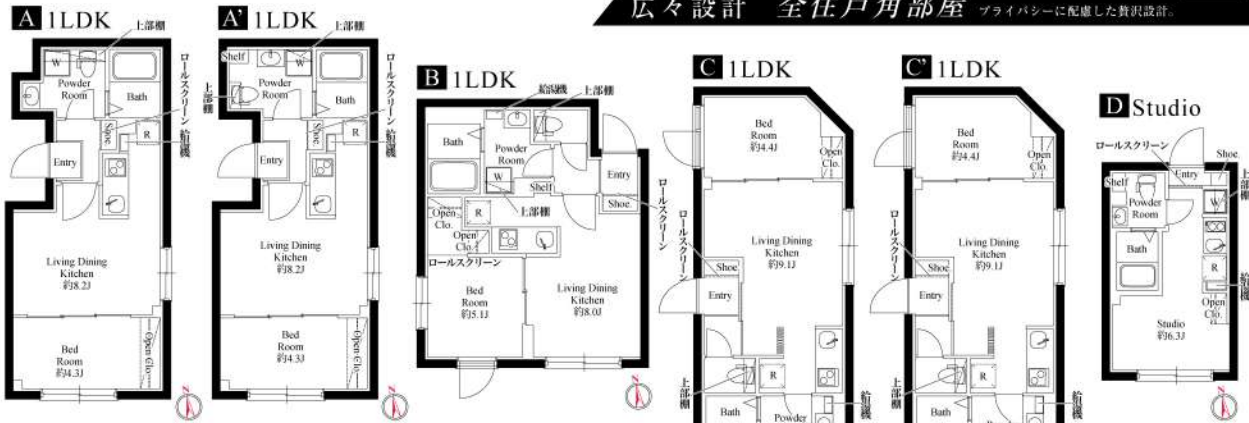 広々設計 全住戸角部屋 プライバシーに配慮した贅沢設計。
A 1LDK
上部棚
W
Powder
Room
Bath
ロールスクリーン
Shoe
R
給湯機
Entry
Living Dining
Kitchen
約8.2J
Bed
Room
約4.3J
Open Clo.
N
A' 1LDK
上部棚
Shelf
W
Powder
Room
上部棚
Bath
ロールスクリーン
Shoe
R
給湯機
Entry
Living Dining
Kitchen
約8.2J
Bed
Room
約4.3J
Open Clo.
N
B 1LDK
給湯機
上部棚
Bath
Powder
Room
W
Shelf
Entry
Shoe.
上部棚
Open
Clo.
R
Open
Clo.
ロールスクリーン
ロールスクリーン
Bed
Room
約5.1J
Living Dining
Kitchen
約8.0J
N
C 1LDK
Bed
Room
約4.4J
Open
Clo.
Living Dining
Kitchen
約9.1J
ロールスクリーン
Shoe
Entry
上部棚
R
Bath
Powder
給湯機
C' 1LDK
Bed
Room
約4.4J
Open
Clo.
Living Dining
Kitchen
約9.1J
ロールスクリーン
Shoe
Entry
上部棚
R
Bath
給湯機
D Studio
ロールスクリーン
Entry
Shoe.
Shelf
上部棚
W
Powder
Room
Bath
R
給湯機
Open
Clo.
Studio
約6.3J
N